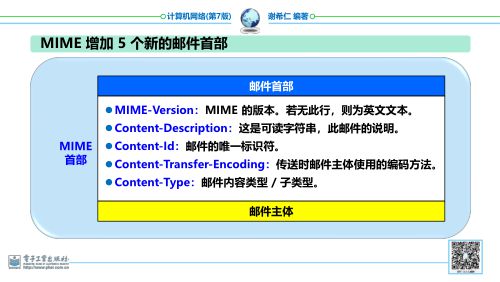 计算机网络(第7版) 谢希仁 编著
MIME 增加 5 个新的邮件首部
邮件首部
MIME
首部
MIME-Version：MIME 的版本。若无此行，则为英文文本。
Content-Description：这是可读字符串，此邮件的说明。
Content-Id：邮件的唯一标识符。
Content-Transfer-Encoding：传送时邮件主体使用的编码方法。
Content-Type：邮件内容类型 / 子类型。
邮件主体
电子工业出版社
http://www.phei.com.cn